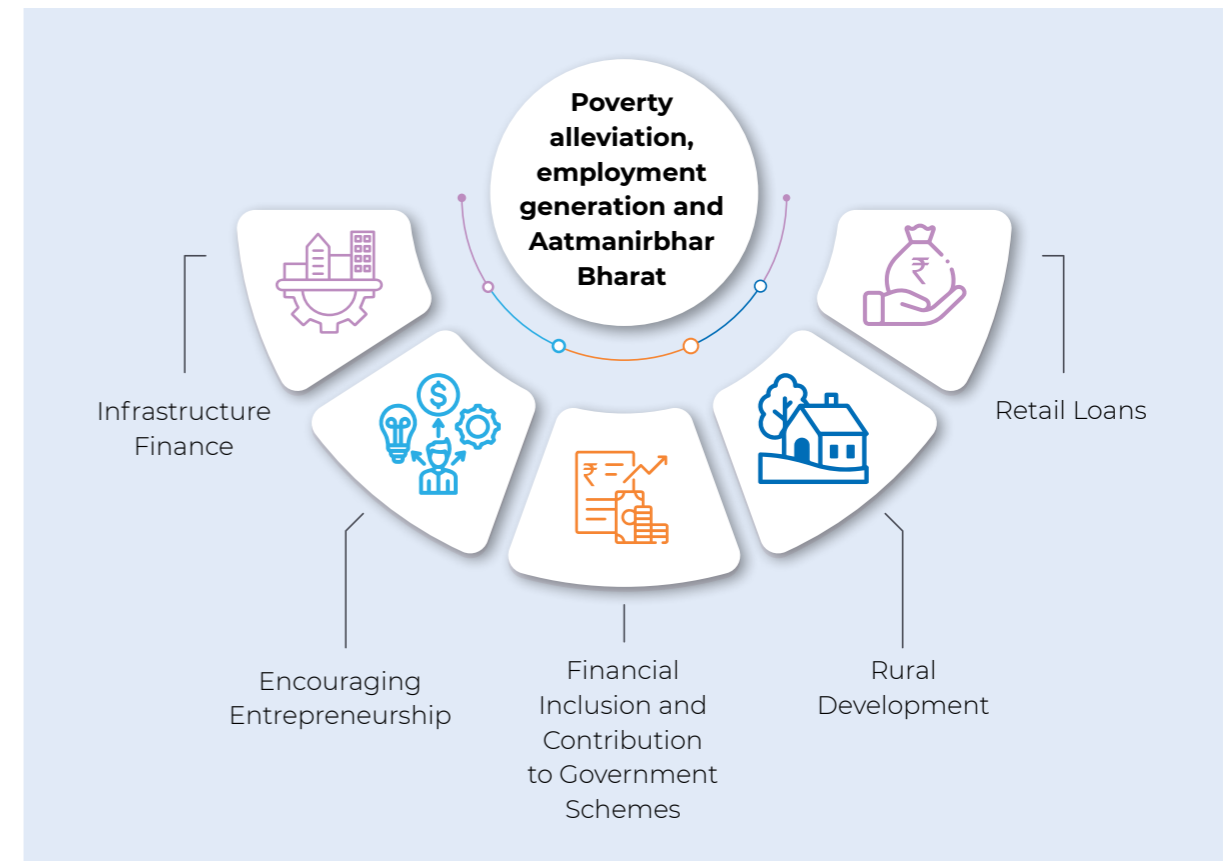 Poverty
alleviation,
employment
generation and
Aatmanirbhar
Bharat
Infrastructure
Finance
Encouraging
Entrepreneurship
Financial
Inclusion and
Contribution
to Government
Schemes
Rural
Development
Retail Loans
$
₹
₹